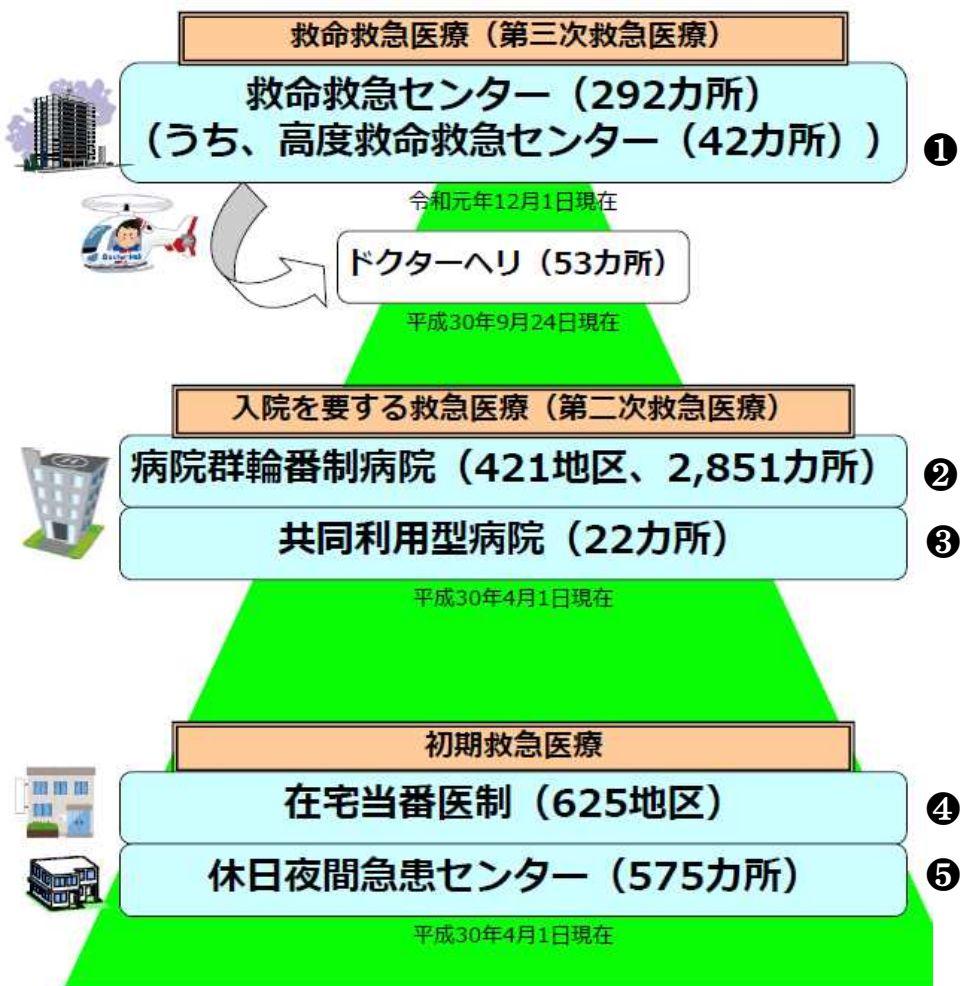 救命救急医療（第三次救急医療）
救命救急センター（292カ所）
（うち、高度救命救急センター（42カ所））
❶
令和元年12月1日現在
ドクターヘリ（53カ所）
平成30年9月24日現在
入院を要する救急医療（第二次救急医療）
病院群輪番制病院（421地区、2,851カ所）
❷
共同利用型病院（22カ所）
❸
平成30年4月1日現在
初期救急医療
在宅当番医制（625地区）
❹
休日夜間急患センター（575カ所）
❺
平成30年4月1日現在